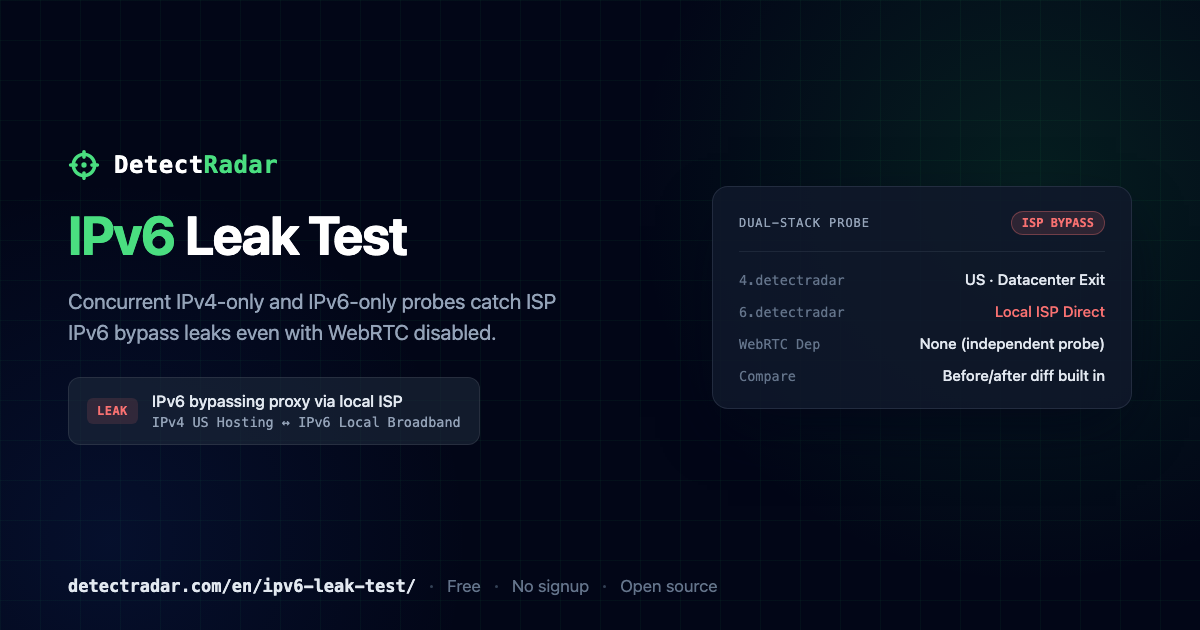 DetectRadar
IPv6 Leak Test
Concurrent IPv4-only and IPv6-only probes catch ISP
IPv6 bypass leaks even with WebRTC disabled.
LEAK
IPv6 bypassing proxy via local ISP
IPv4 US Hosting ↔ IPv6 Local Broadband
DUAL-STACK PROBE ISP BYPASS
4.detectradar US · Datacenter Exit
6.detectradar Local ISP Direct
WebRTC Dep None (independent probe)
Compare Before/after diff built in
detectradar.com/en/ipv6-leak-test/ · Free · No signup · Open source